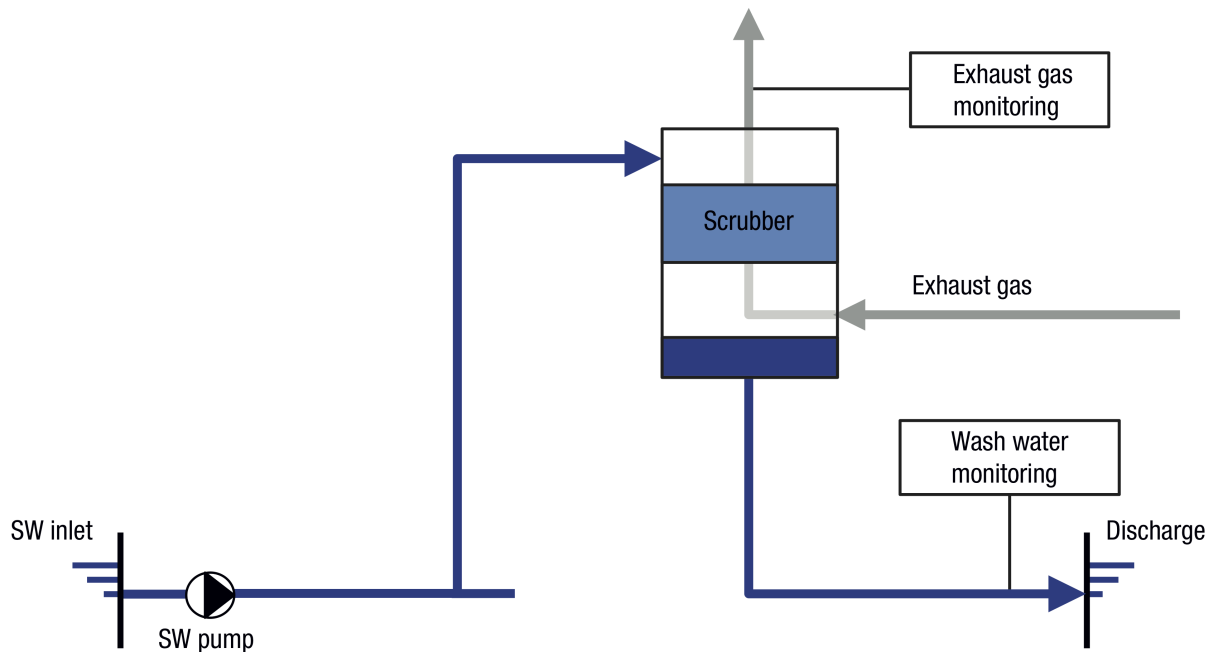 Exhaust gas
monitoring
Scrubber
Exhaust gas
Wash water
monitoring
SW inlet
Discharge
SW pump